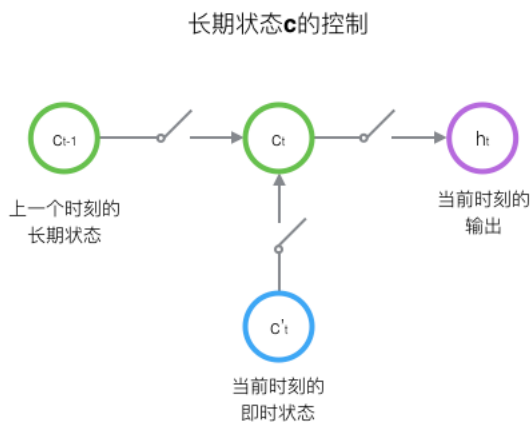 长期状态c的控制
Ct-1
Ct
ht
上一个时刻的
长期状态
当前时刻的
输出
C't
当前时刻的
即时状态